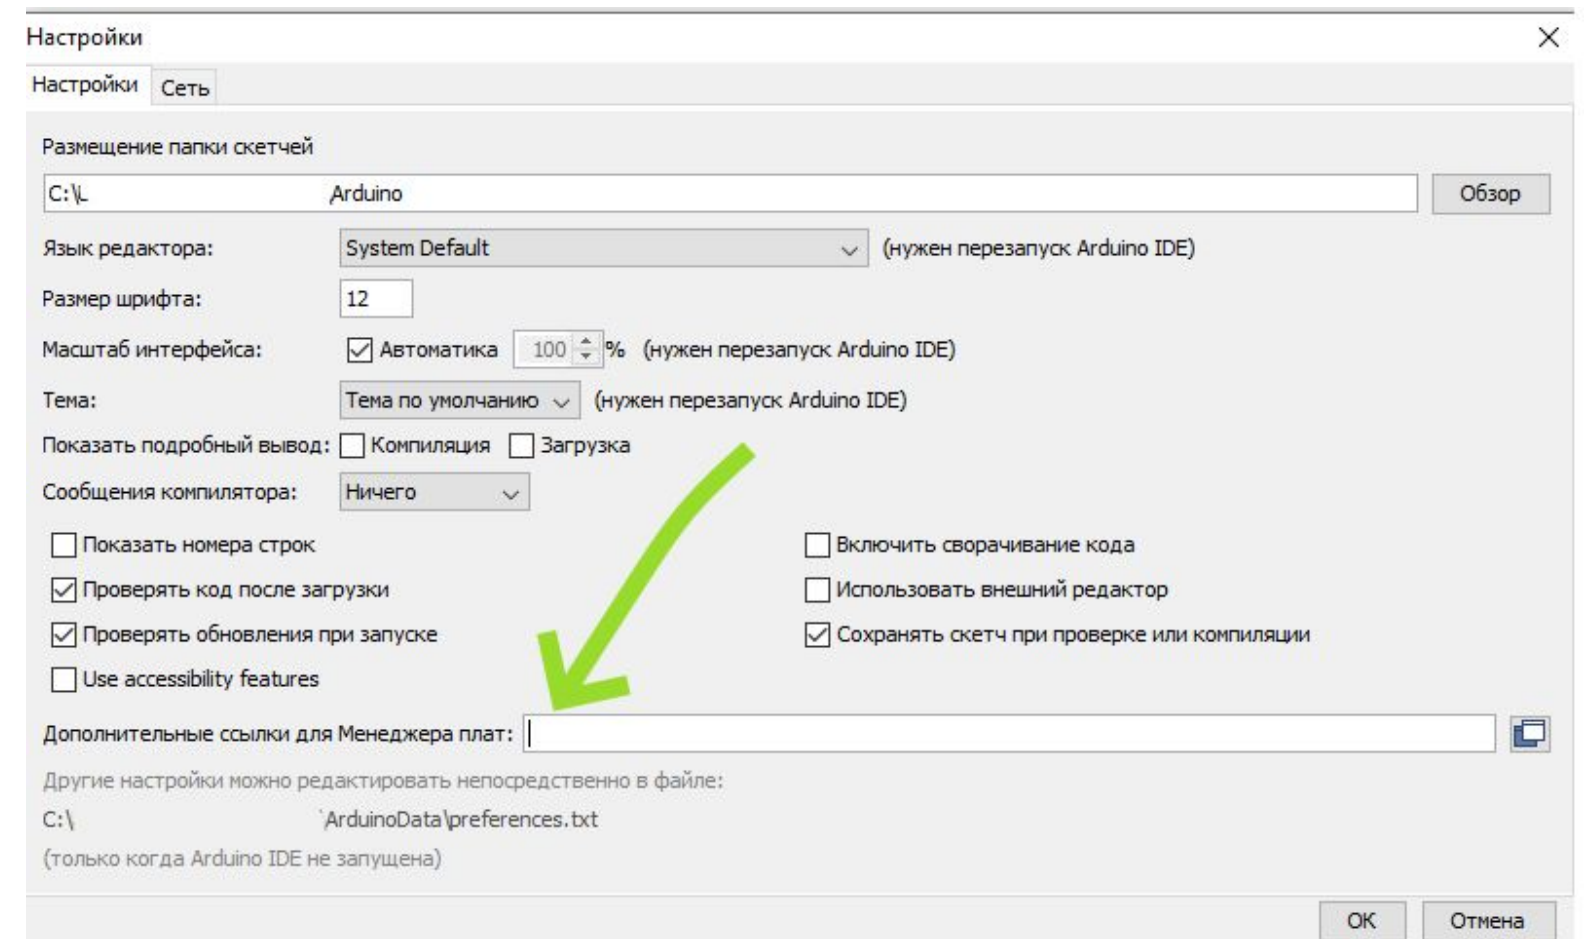 Настройки
Настройки Сеть
Размещение папки скетчей
C:\ Arduino Обзор
Язык редактора: System Default (нужен перезапуск Arduino IDE)
Размер шрифта: 12
Масштаб интерфейса: Автоматика 100 % (нужен перезапуск Arduino IDE)
Тема: Тема по умолчанию (нужен перезапуск Arduino IDE)
Показать подробный вывод: Компиляция Загрузка
Сообщения компилятора: Ничего
Показать номера строк Включить сворачивание кода
Проверять код после загрузки Использовать внешний редактор
Проверять обновления при запуске Сохранять скетч при проверке или компиляции
Use accessibility features
Дополнительные ссылки для Менеджера плат:
Другие настройки можно редактировать непосредственно в файле:
C:\ ArduinoData\preferences.txt
(только когда Arduino IDE не запущена)
OK Отмена